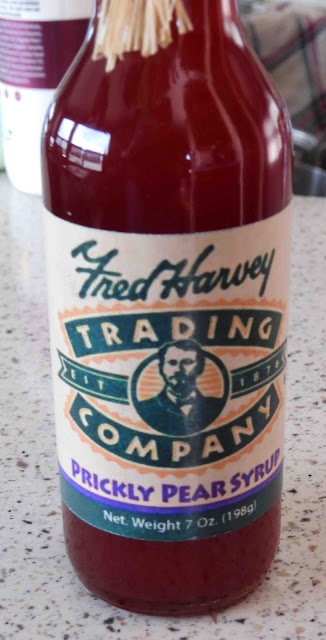 Fred Harvey
TRADING
EST 1876
COMPANY
PRICKLY PEAR SYRUP
Net. Weight 7 Oz. (198g)